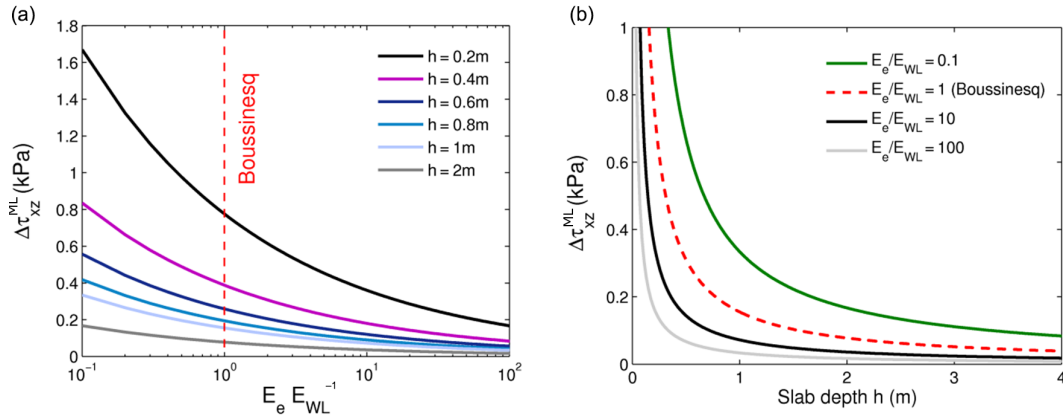 (a)
1.8
1.6
1.4
1.2
1
0.8
0.6
0.4
0.2
0
Δτxz^ML (kPa)
10^-1
10^0
10^1
10^2
E_e E_WL^-1
Boussinesq
h = 0.2m
h = 0.4m
h = 0.6m
h = 0.8m
h = 1m
h = 2m
(b)
1
0.8
0.6
0.4
0.2
0
Δτxz^ML (kPa)
0
1
2
3
4
Slab depth h (m)
E_e/E_WL = 0.1
E_e/E_WL = 1 (Boussinesq)
E_e/E_WL = 10
E_e/E_WL = 100